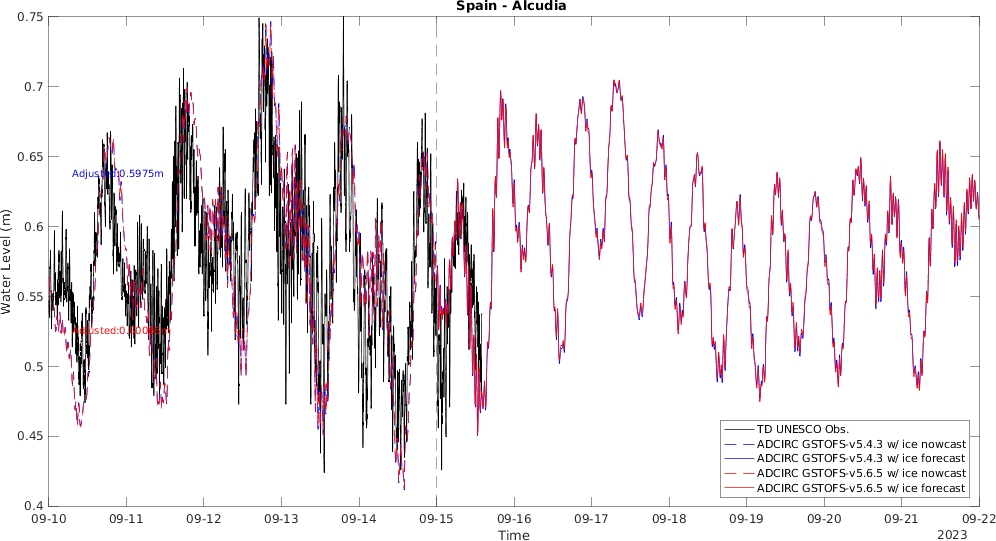 Spain - Alcudia
Water Level (m)
0.75
0.7
0.65
0.6
0.55
0.5
0.45
0.4
Adjusted:0.5975m
09-10
09-11
09-12
09-13
09-14
09-15
09-16
09-17
09-18
09-19
09-20
09-21
09-22
Time
2023
TD UNESCO Obs.
ADCIRC GSTOFS-v5.4.3 w/ ice nowcast
ADCIRC GSTOFS-v5.4.3 w/ ice forecast
ADCIRC GSTOFS-v5.6.5 w/ ice nowcast
ADCIRC GSTOFS-v5.6.5 w/ ice forecast